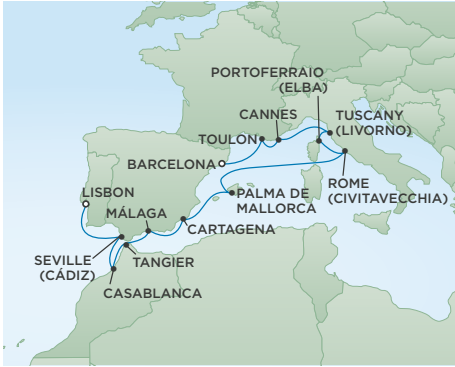 PORTOFERRAIO
(ELBA)
CANNES
TUSCANY
(LIVORNO)
TOULON
BARCELONA
ROME
(CIVITAVECCHIA)
LISBON
PALMA DE
MALLORCA
MÁLAGA
CARTAGENA
SEVILLE
(CÁDIZ)
TANGIER
CASABLANCA